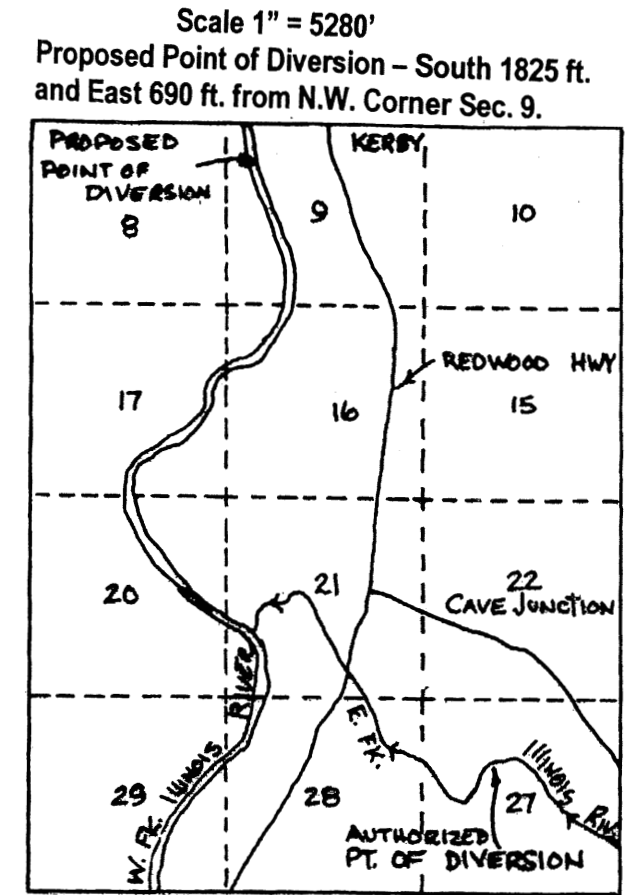 Scale 1” = 5280’
Proposed Point of Diversion – South 1825 ft.
and East 690 ft. from N.W. Corner Sec. 9.
PROPOSED
POINT OF
DIVERSION
KERBY
8
9
10
REDWOOD HWY
17
16
15
20
21
22
CAVE JUNCTION
RIVER
E. FK.
W. FK. ILLINOIS
ILLINOIS RIV.
29
28
27
AUTHORIZED
PT. OF DIVERSION